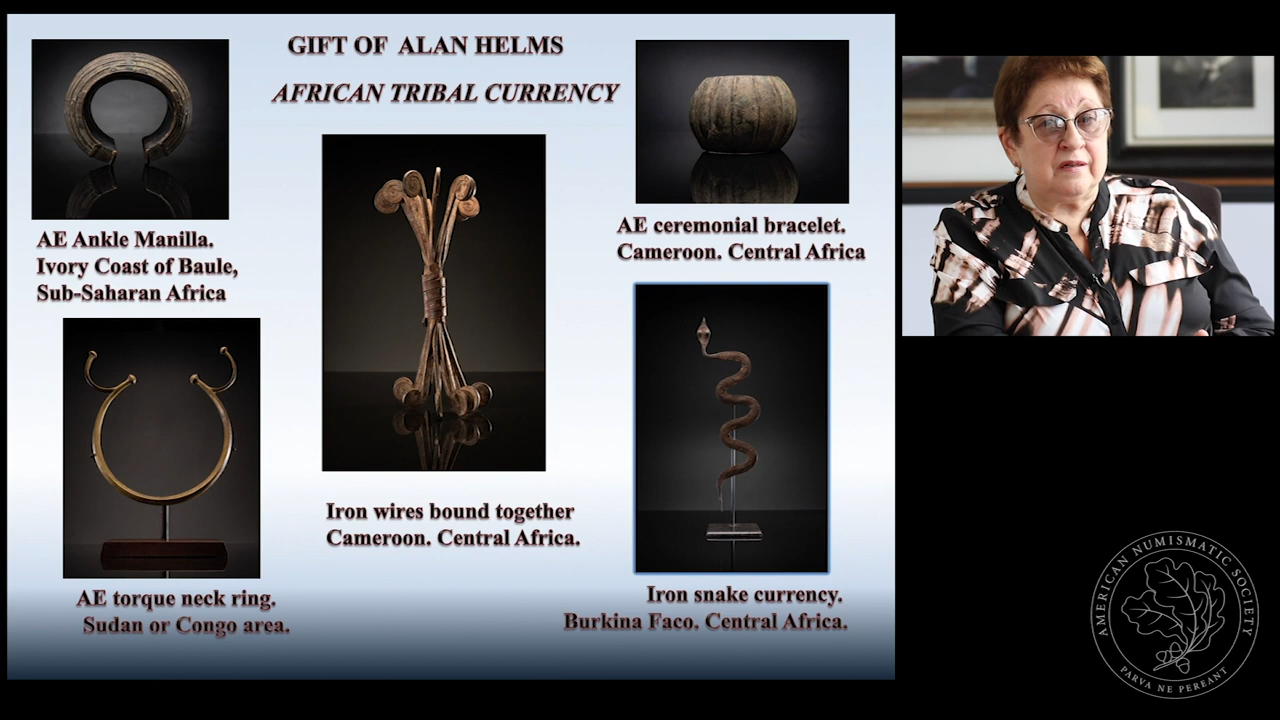 GIFT OF ALAN HELMS
AFRICAN TRIBAL CURRENCY
AE Ankle Manilla.
Ivory Coast of Baule,
Sub-Saharan Africa
AE ceremonial bracelet.
Cameroon. Central Africa
Iron wires bound together
Cameroon. Central Africa.
AE torque neck ring.
Sudan or Congo area.
Iron snake currency.
Burkina Faco. Central Africa.
AMERICAN NUMISMATIC SOCIETY
PARVA NE PEREANT